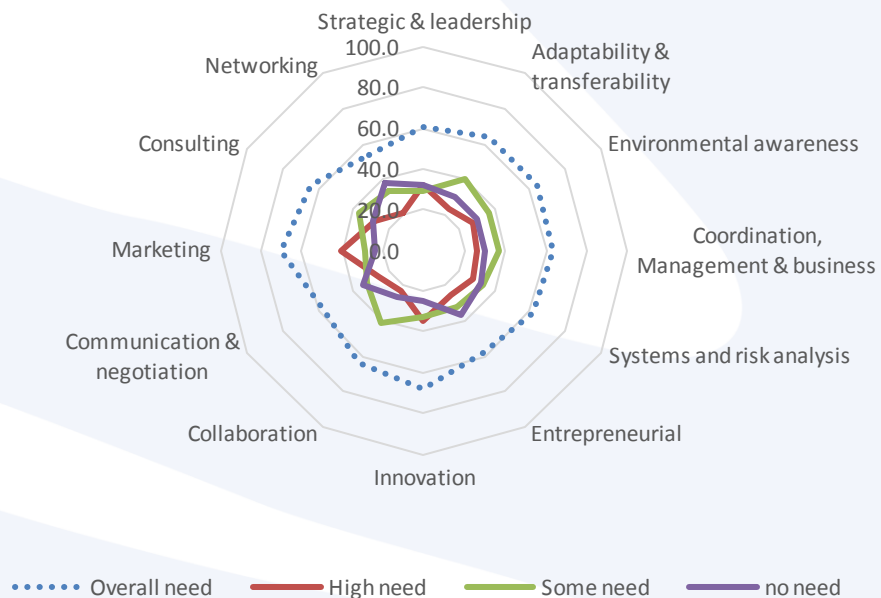 Strategic & leadership
100.0
80.0
60.0
40.0
20.0
0.0
Adaptability &
transferability
Environmental awareness
Coordination,
Management & business
Systems and risk analysis
Entrepreneurial
Innovation
Collaboration
Communication &
negotiation
Marketing
Consulting
Networking
Overall need
High need
Some need
no need